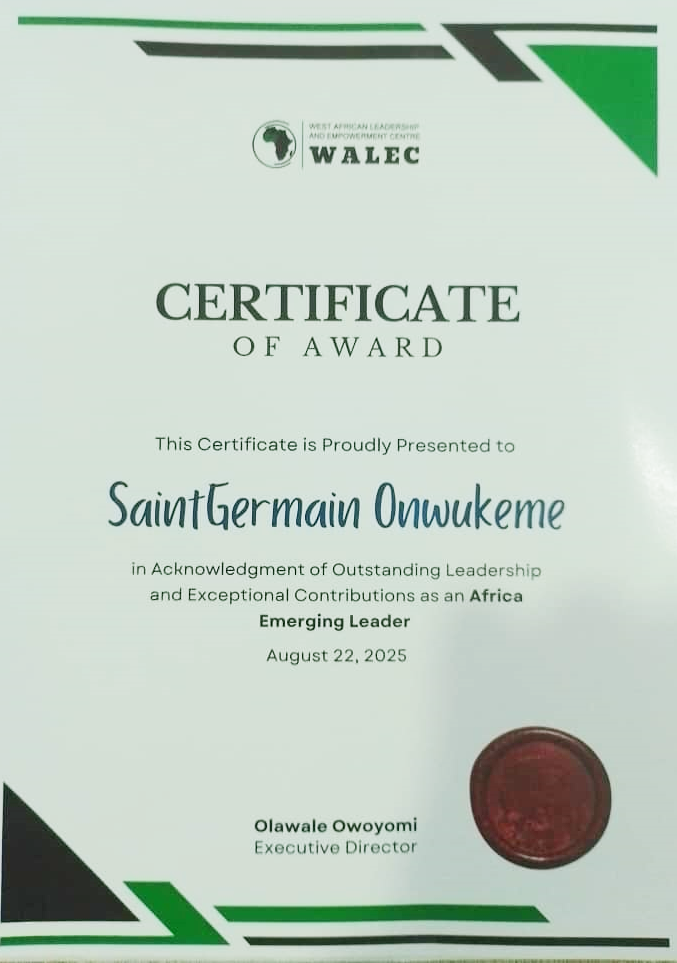 WEST AFRICAN LEADERSHIP
AND EMPOWERMENT CENTRE
WALEC
CERTIFICATE
OF AWARD
This Certificate is Proudly Presented to
SaintGermain Onwukeme
in Acknowledgment of Outstanding Leadership
and Exceptional Contributions as an Africa
Emerging Leader
August 22, 2025
Olawale Owoyomi
Executive Director